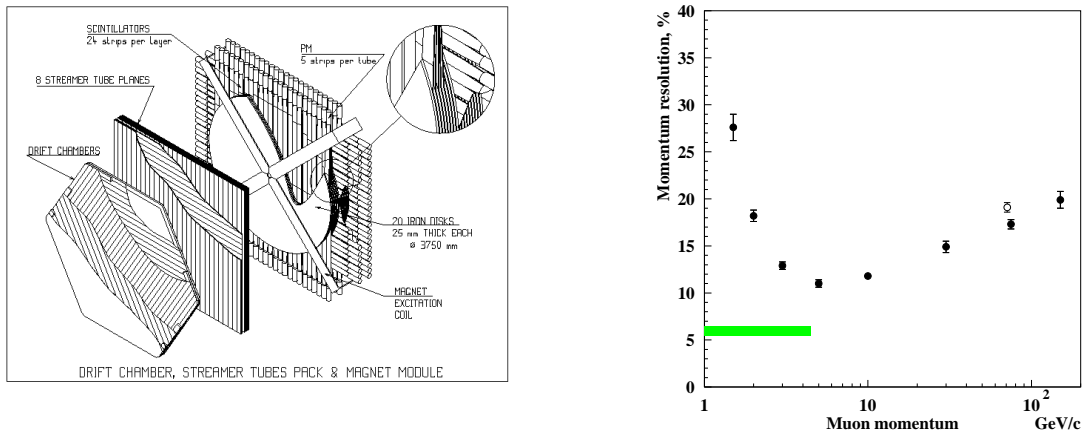 SCINTILLATORS
24 strips per layer
PM
5 strips per tube
8 STREAMER TUBE PLANES
DRIFT CHAMBERS
20 IRON DISKS
25 mm THICK EACH
ø 3750 mm
MAGNET
EXCITATION
COIL
DRIFT CHAMBER, STREAMER TUBES PACK & MAGNET MODULE
Momentum resolution, %
40
35
30
25
20
15
10
5
0
1
10
10 2
Muon momentum
GeV/c